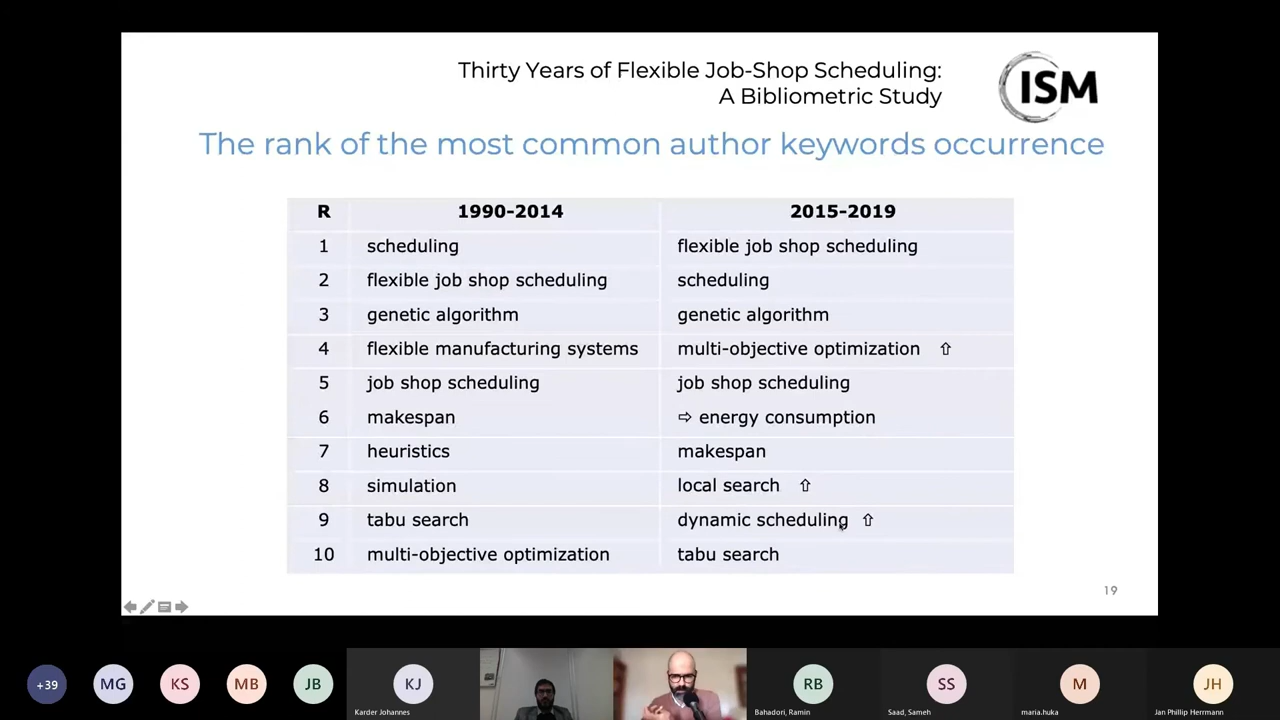 Thirty Years of Flexible Job-Shop Scheduling:
A Bibliometric Study
ISM
The rank of the most common author keywords occurrence
R 1990-2014 2015-2019
1 scheduling flexible job shop scheduling
2 flexible job shop scheduling scheduling
3 genetic algorithm genetic algorithm
4 flexible manufacturing systems multi-objective optimization ⇧
5 job shop scheduling job shop scheduling
6 makespan ⇨ energy consumption
7 heuristics makespan
8 simulation local search ⇧
9 tabu search dynamic scheduling ⇧
10 multi-objective optimization tabu search
19
+39 MG KS MB JB KJ RB SS M JH
Karder Johannes Bahadori, Ramin Saad, Sameh maria.huka Jan Phillip Herrmann